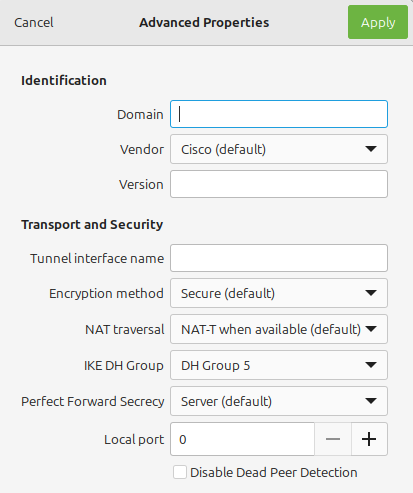 Cancel Advanced Properties Apply
Identification
Domain
Vendor Cisco (default)
Version
Transport and Security
Tunnel interface name
Encryption method Secure (default)
NAT traversal NAT-T when available (default)
IKE DH Group DH Group 5
Perfect Forward Secrecy Server (default)
Local port 0
Disable Dead Peer Detection